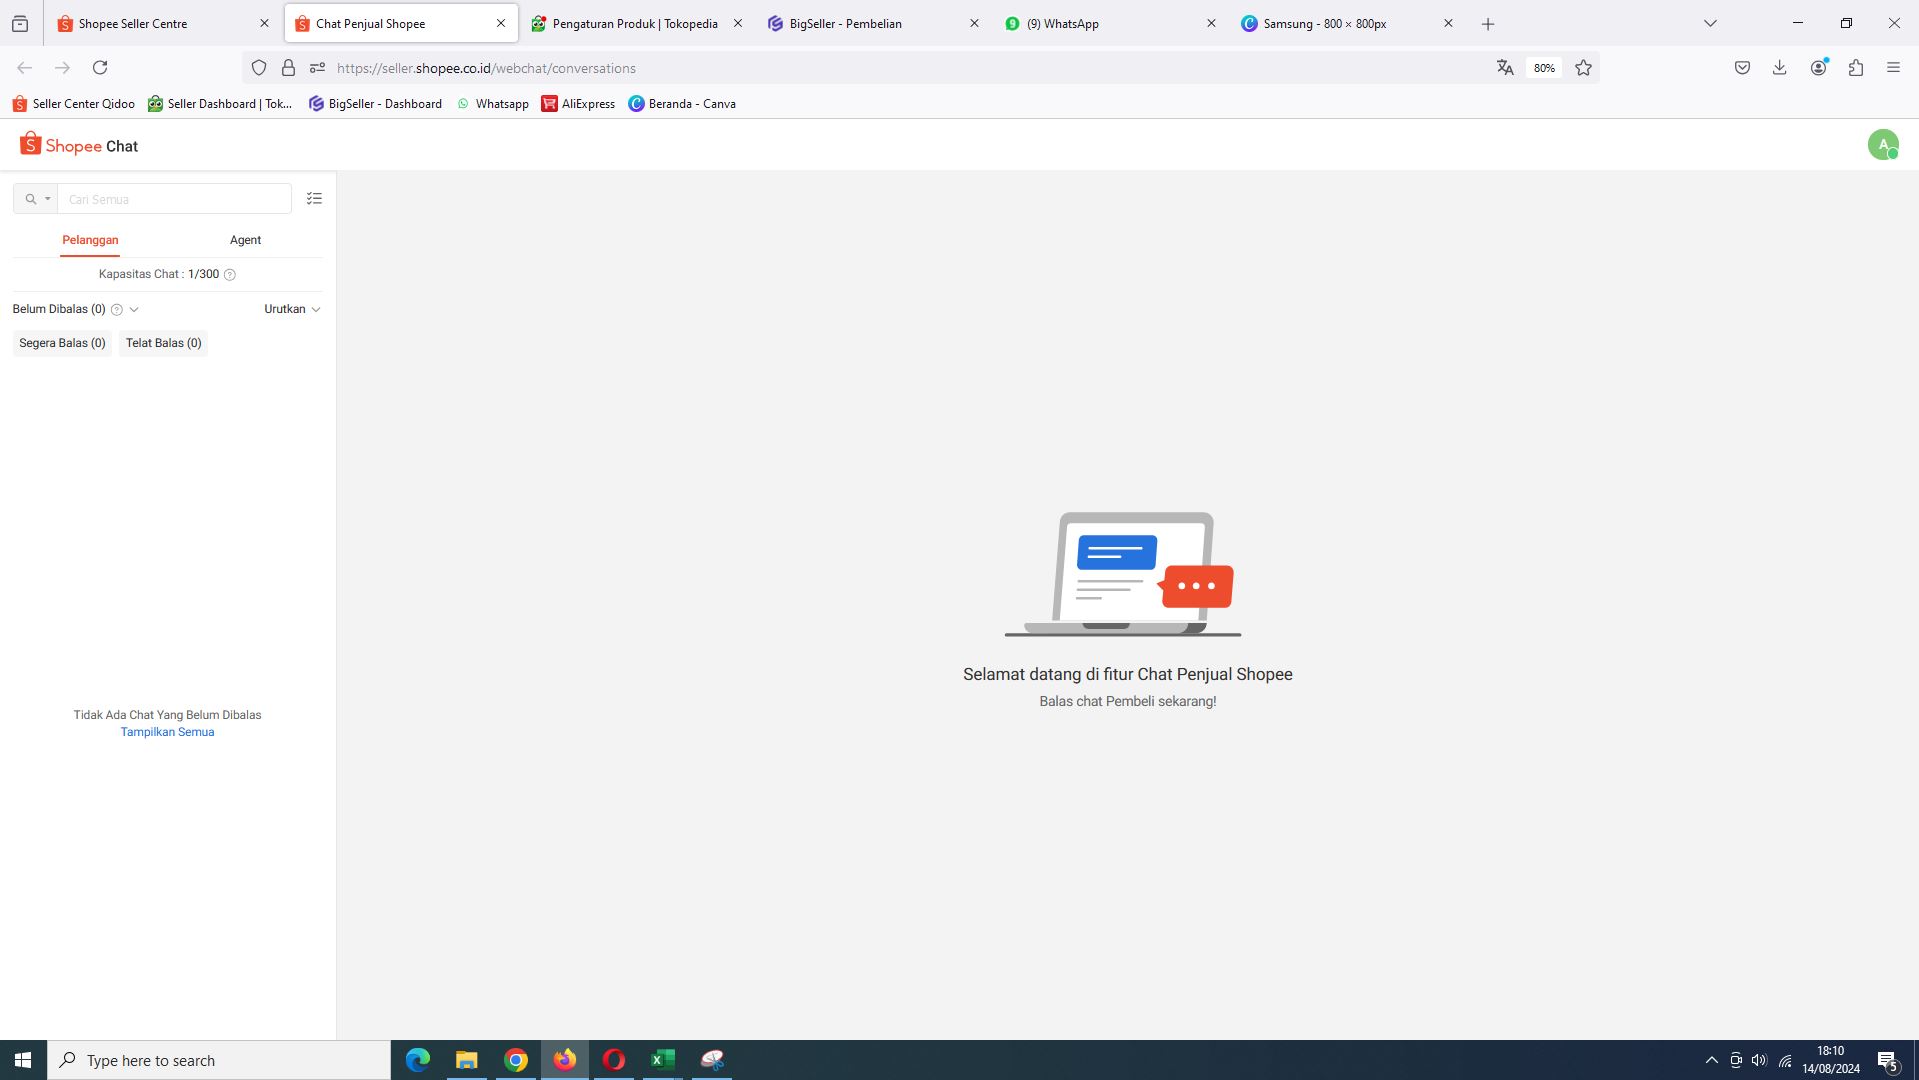 Shopee Seller Centre
Chat Penjual Shopee
Pengaturan Produk | Tokopedia
BigSeller - Pembelian
(9) WhatsApp
Samsung - 800 × 800px
https://seller.shopee.co.id/webchat/conversations
80%
Seller Center Qidoo
Seller Dashboard | Tok...
BigSeller - Dashboard
Whatsapp
AliExpress
Beranda - Canva
Shopee Chat
A
Cari Semua
Pelanggan
Agent
Kapasitas Chat : 1/300
Belum Dibalas (0)
Urutkan
Segera Balas (0)
Telat Balas (0)
Tidak Ada Chat Yang Belum Dibalas
Tampilkan Semua
Selamat datang di fitur Chat Penjual Shopee
Balas chat Pembeli sekarang!
Type here to search
18:10
14/08/2024
5